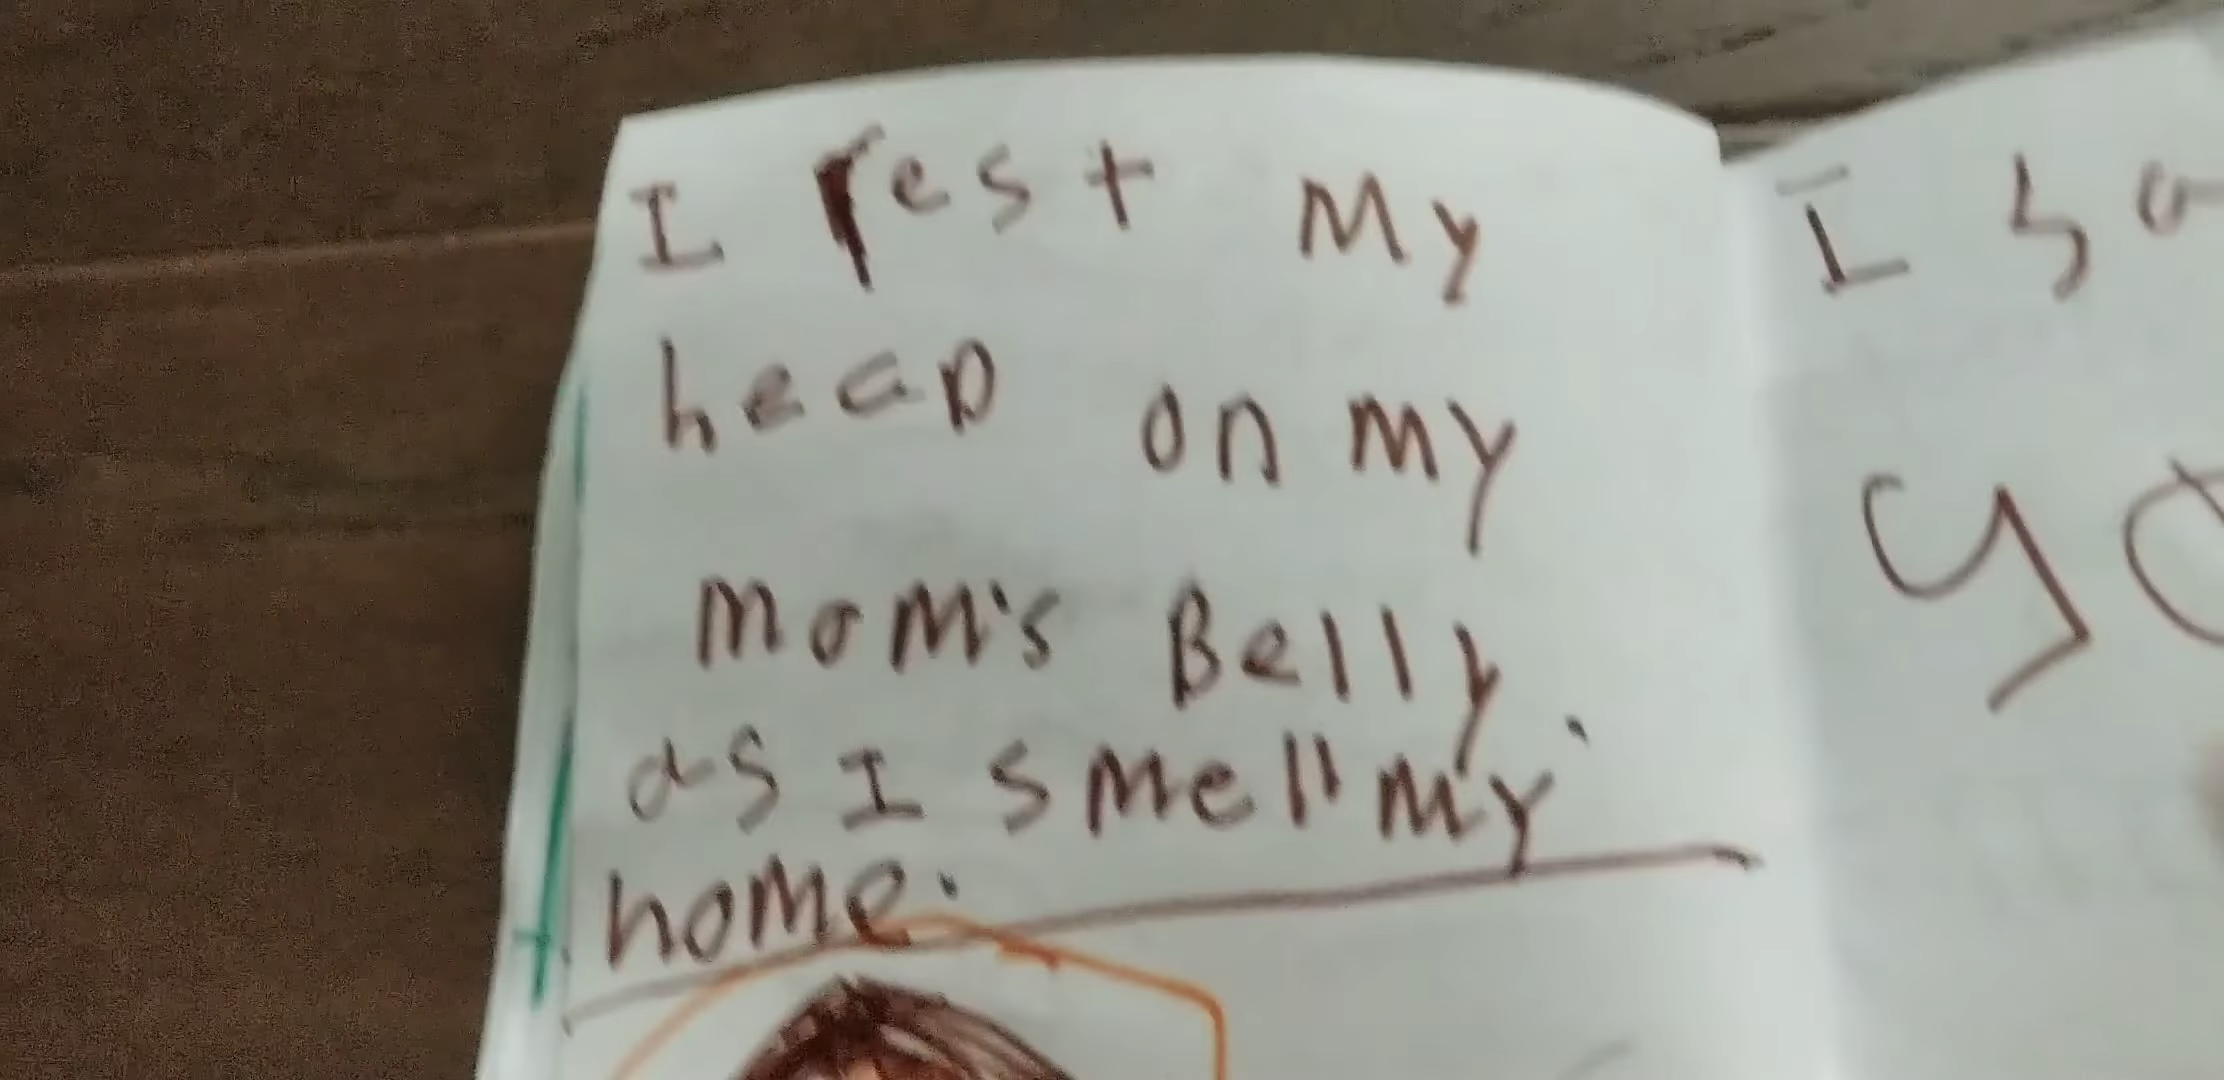 I rest My
heaD on My
MoM's Belly.
as I sMell My
hoMe.
I